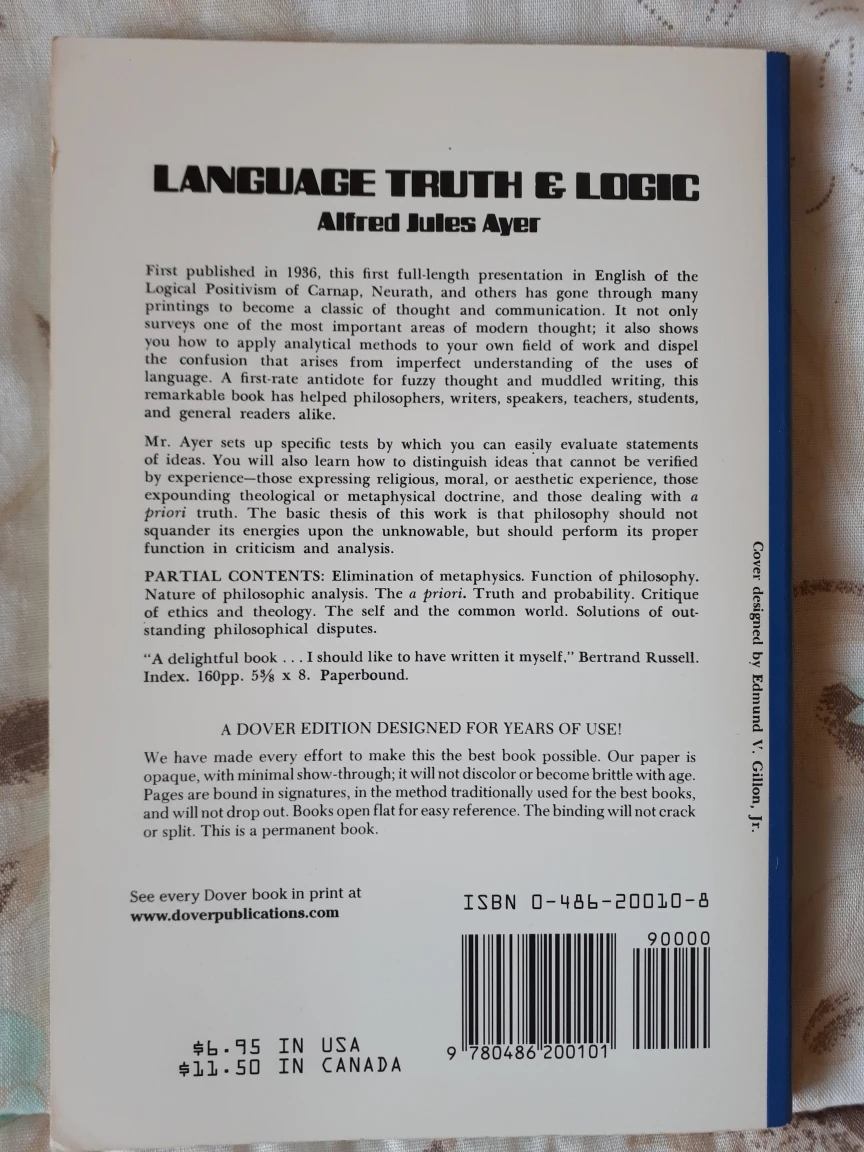 LANGUAGE TRUTH & LOGIC
Alfred Jules Ayer
First published in 1936, this first full-length presentation in English of the
Logical Positivism of Carnap, Neurath, and others has gone through many
printings to become a classic of thought and communication. It not only
surveys one of the most important areas of modern thought; it also shows
you how to apply analytical methods to your own field of work and dispel
the confusion that arises from imperfect understanding of the uses of
language. A first-rate antidote for fuzzy thought and muddled writing, this
remarkable book has helped philosophers, writers, speakers, teachers, students,
and general readers alike.
Mr. Ayer sets up specific tests by which you can easily evaluate statements
of ideas. You will also learn how to distinguish ideas that cannot be verified
by experience—those expressing religious, moral, or aesthetic experience, those
expounding theological or metaphysical doctrine, and those dealing with a
priori truth. The basic thesis of this work is that philosophy should not
squander its energies upon the unknowable, but should perform its proper
function in criticism and analysis.
PARTIAL CONTENTS: Elimination of metaphysics. Function of philosophy.
Nature of philosophic analysis. The a priori. Truth and probability. Critique
of ethics and theology. The self and the common world. Solutions of out-
standing philosophical disputes.
“A delightful book . . . I should like to have written it myself,” Bertrand Russell.
Index. 160pp. 5⅜ x 8. Paperbound.
A DOVER EDITION DESIGNED FOR YEARS OF USE!
We have made every effort to make this the best book possible. Our paper is
opaque, with minimal show-through; it will not discolor or become brittle with age.
Pages are bound in signatures, in the method traditionally used for the best books,
and will not drop out. Books open flat for easy reference. The binding will not crack
or split. This is a permanent book.
Cover designed by Edmund V. Gillon, Jr.
See every Dover book in print at
www.doverpublications.com
ISBN 0-486-20010-8
90000
9 780486 200101
$6.95 IN USA
$11.50 IN CANADA